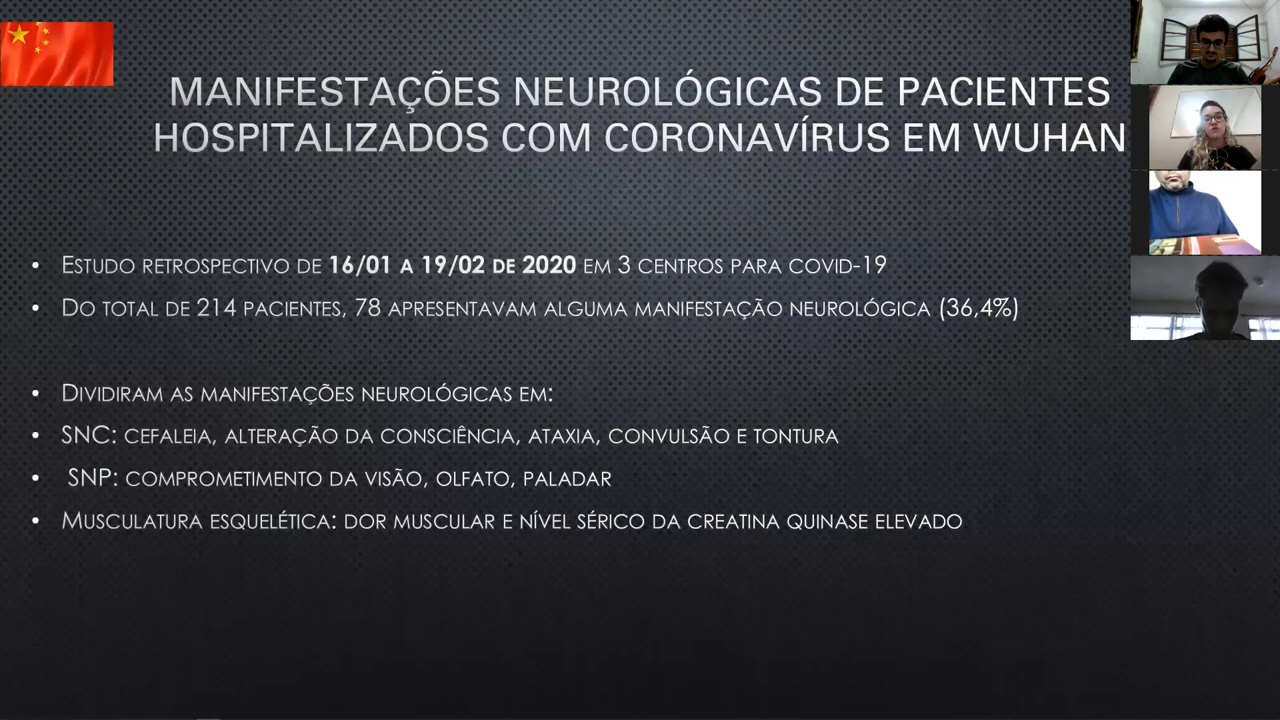 MANIFESTAÇÕES NEUROLÓGICAS DE PACIENTES
HOSPITALIZADOS COM CORONAVÍRUS EM WUHAN
• Estudo retrospectivo de 16/01 a 19/02 de 2020 em 3 centros para covid-19
• Do total de 214 pacientes, 78 apresentavam alguma manifestação neurológica (36,4%)
• Dividiram as manifestações neurológicas em:
• SNC: cefaleia, alteração da consciência, ataxia, convulsão e tontura
• SNP: comprometimento da visão, olfato, paladar
• Musculatura esquelética: dor muscular e nível sérico da creatina quinase elevado